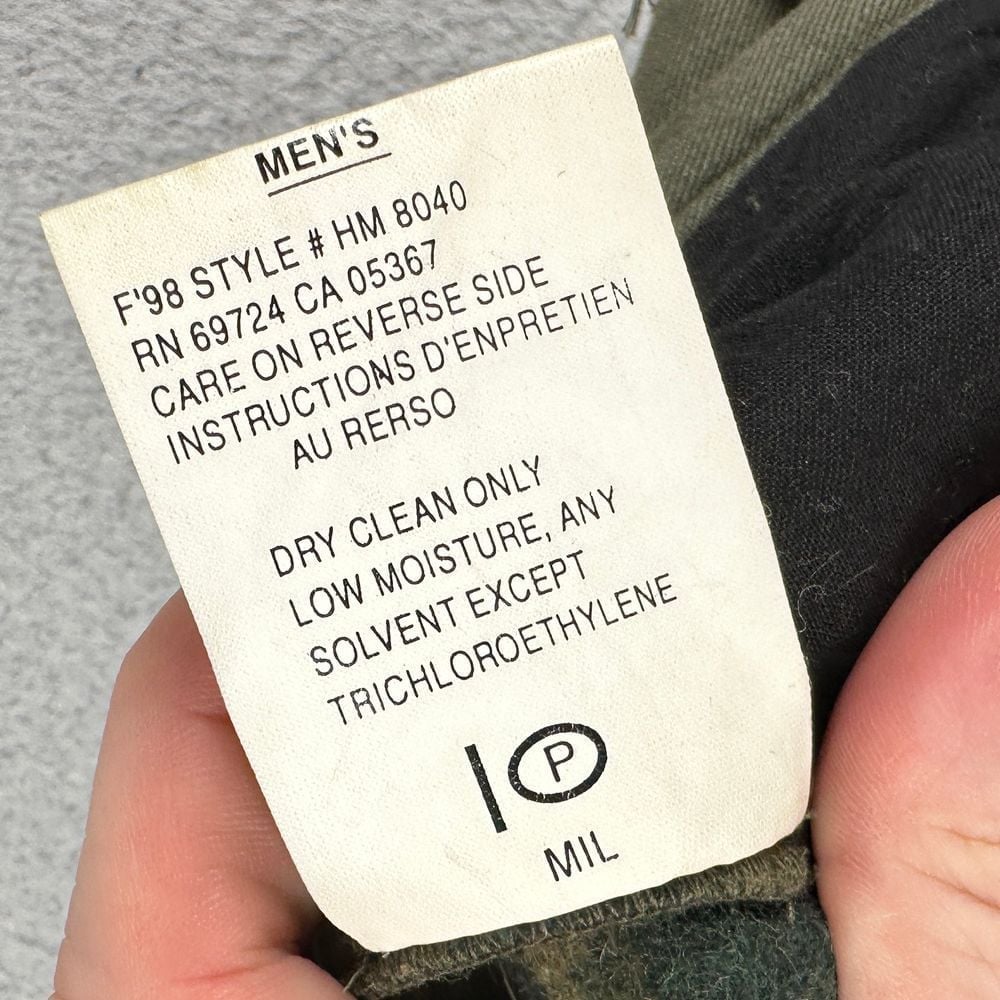 MEN'S
F'98 STYLE # HM 8040
RN 69724 CA 05367
CARE ON REVERSE SIDE
INSTRUCTIONS D'ENPRETIEN
AU RERSO
DRY CLEAN ONLY
LOW MOISTURE, ANY
SOLVENT EXCEPT
TRICHLOROETHYLENE
P
MIL